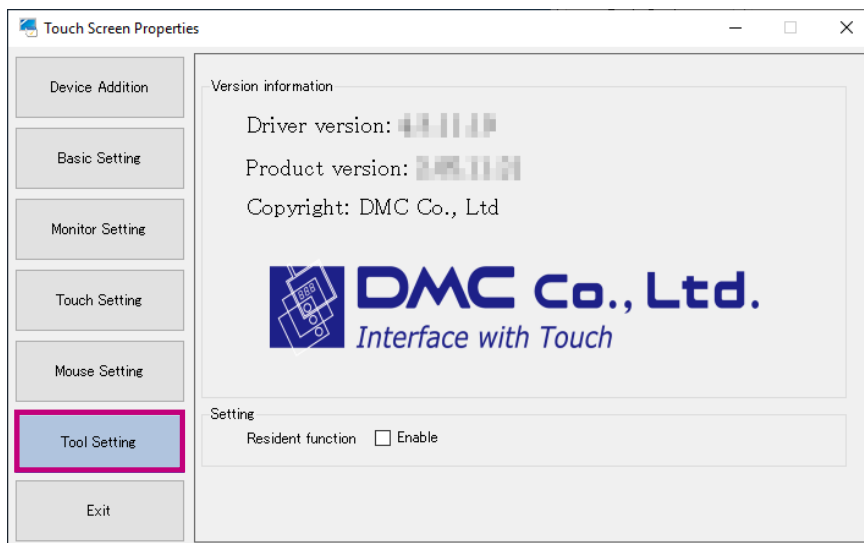 Touch Screen Properties
Device Addition
Basic Setting
Monitor Setting
Touch Setting
Mouse Setting
Tool Setting
Exit
Version information
Driver version:
Product version:
Copyright: DMC Co., Ltd
DMC Co., Ltd.
Interface with Touch
Setting
Resident function Enable